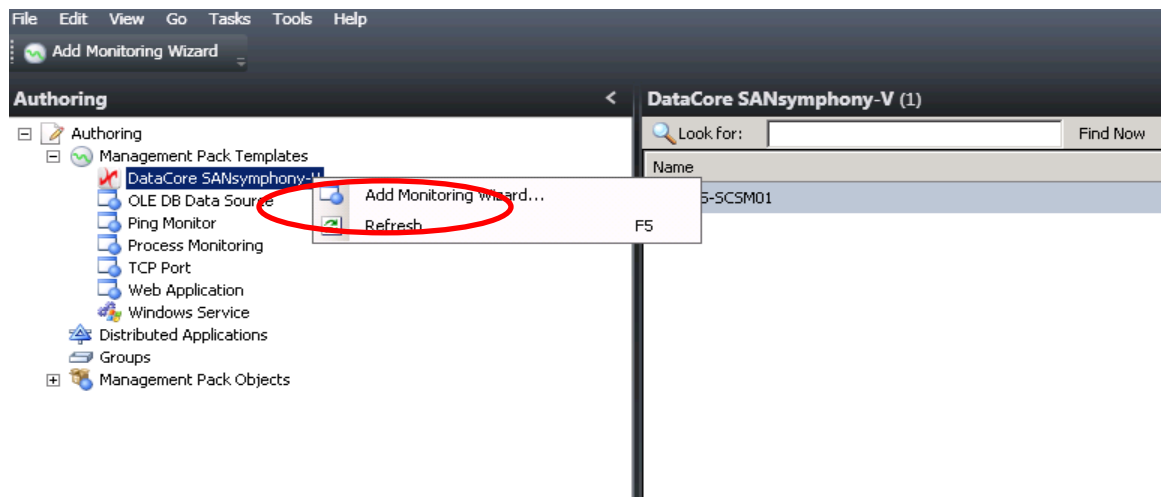 File Edit View Go Tasks Tools Help
Add Monitoring Wizard
Authoring <
DataCore SANsymphony-V (1)
Look for: Find Now
Name
Authoring
Management Pack Templates
DataCore SANsymphony-V
OLE DB Data Source
Ping Monitor
Process Monitoring
TCP Port
Web Application
Windows Service
Distributed Applications
Groups
Management Pack Objects
Add Monitoring Wizard...
Refresh F5
5-SCSM01